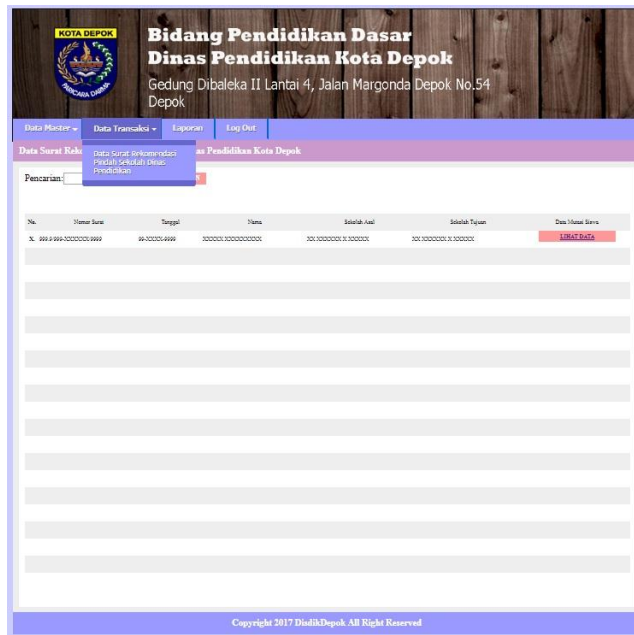 KOTA DEPOK
PARICARA DARMA
Bidang Pendidikan Dasar
Dinas Pendidikan Kota Depok
Gedung Dibaleka II Lantai 4, Jalan Margonda Depok No.54
Depok
Data Master Data Transaksi Laporan Log Out
Data Surat as Pendidikan Kota Depok
Data Surat Rekomendasi
Pindah Sekolah Dinas
Pendidikan
Pencarian:
No. Nomor Surat Tanggal Nama Sekolah Asal Sekolah Tujuan Data Mutasi Siswa
X. LIHAT DATA
Copyright 2017 DisdikDepok All Right Reserved